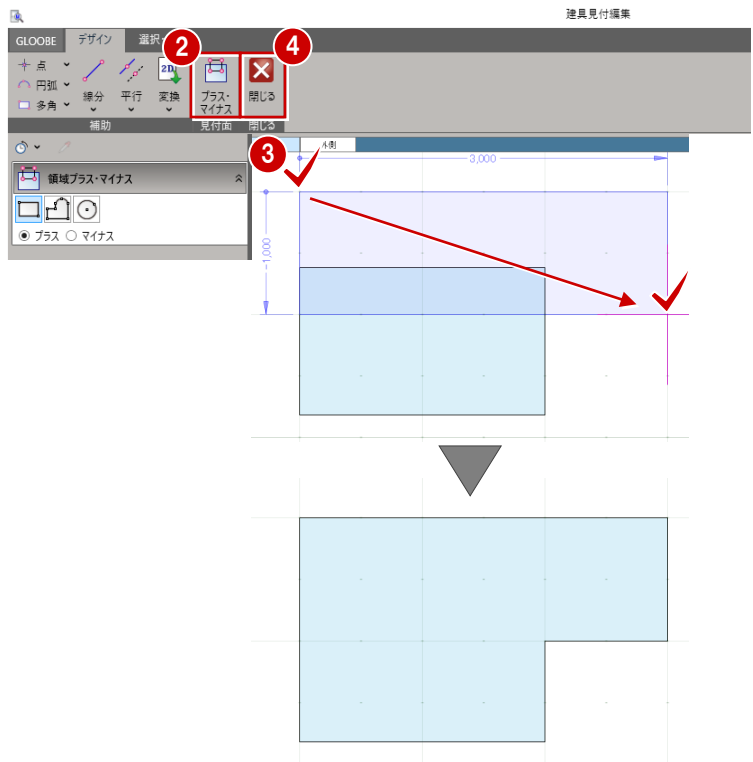 建具見付編集
GLOOBE デザイン 選択・
2 4
点 円弧 多角 線分 平行 2D 変換 プラス・マイナス 閉じる
補助 見付面 閉じる
3 外側
領域プラス・マイナス
プラス マイナス
3,000
1,000